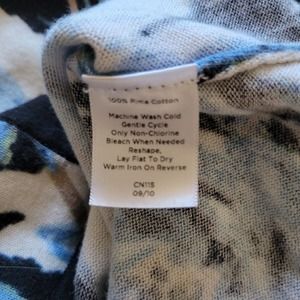 100% Pima Cotton
Machine Wash Cold
Gentle Cycle
Only Non-Chlorine
Bleach When Needed
Reshape,
Lay Flat To Dry
Warm Iron On Reverse
CN115
09/10